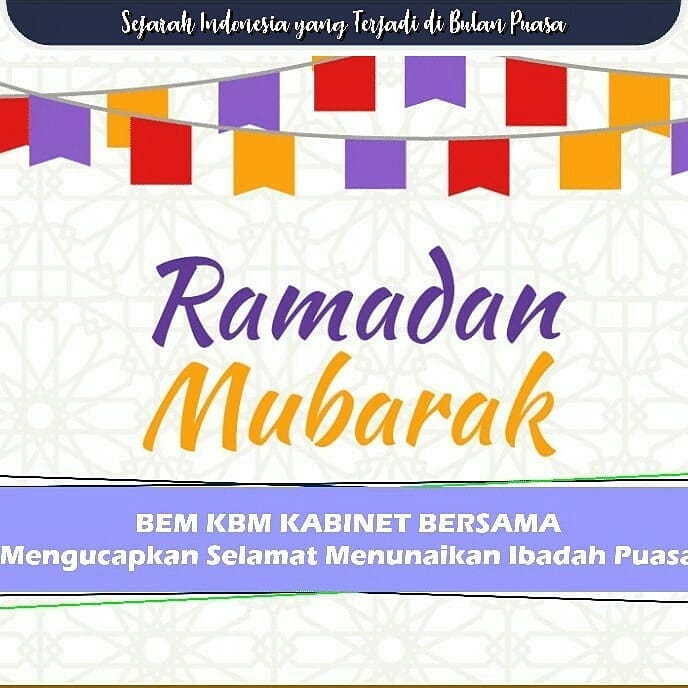 Sejarah Indonesia yang Terjadi di Bulan Puasa
Ramadan
Mubarak
BEM KBM KABINET BERSAMA
Mengucapkan Selamat Menunaikan Ibadah Puasa